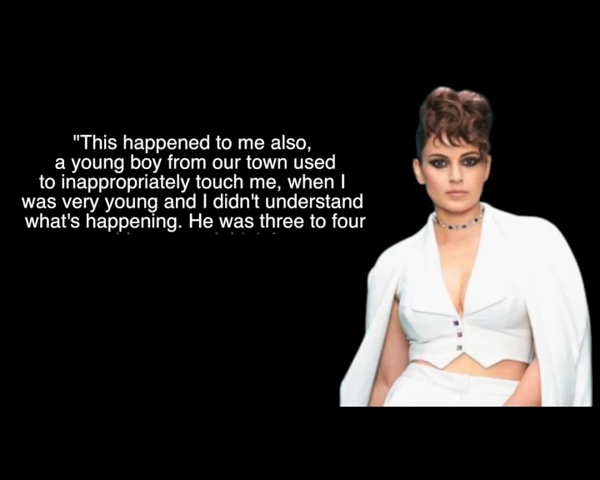 "This happened to me also,
a young boy from our town used
to inappropriately touch me, when I
was very young and I didn't understand
what's happening. He was three to four